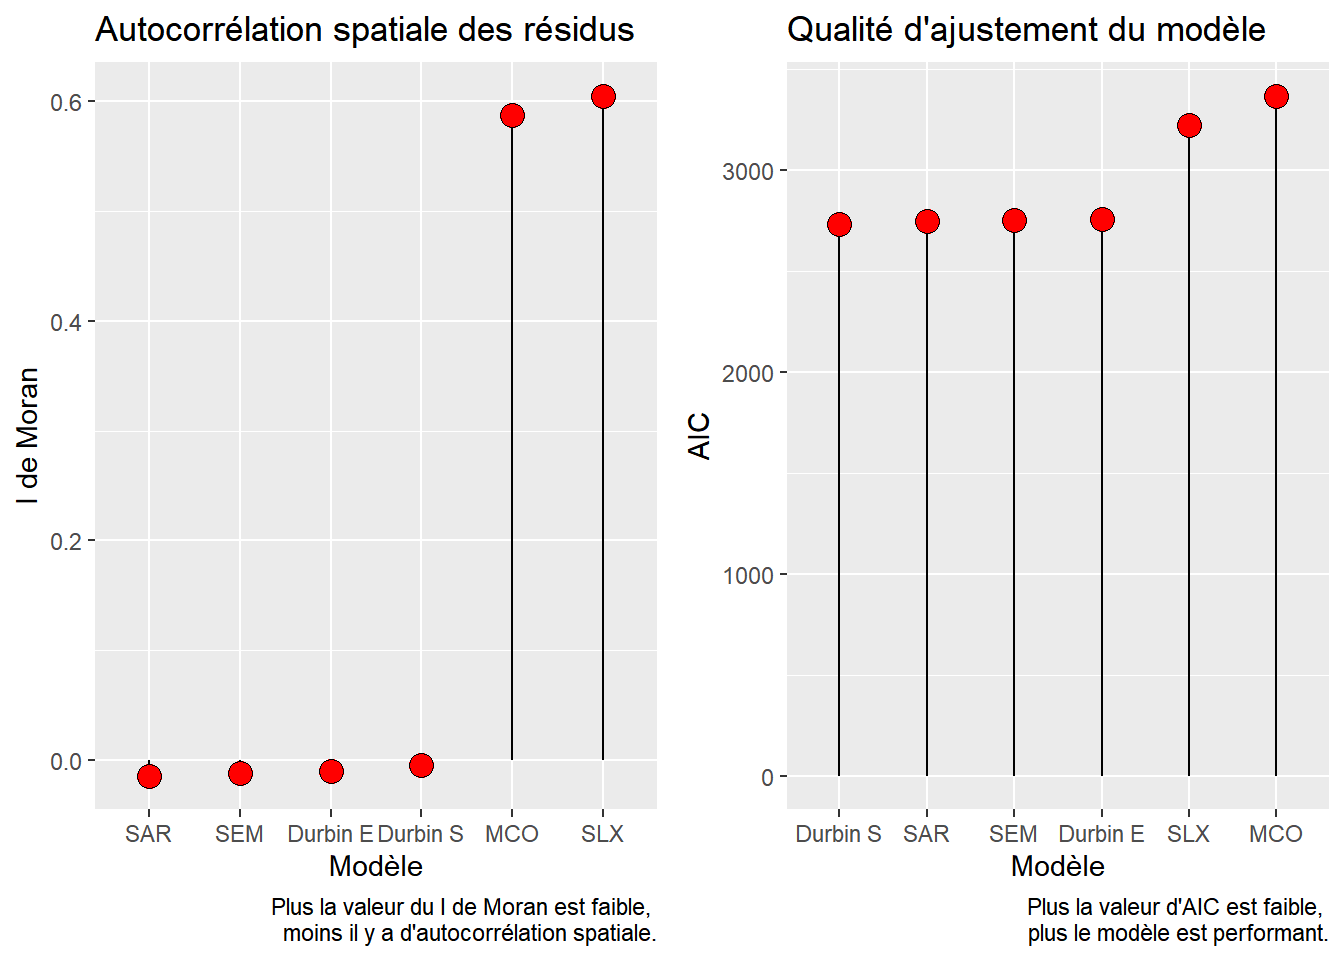 Autocorrélation spatiale des résidus
I de Moran
0.6
0.4
0.2
0.0
SAR SEM Durbin E Durbin S MCO SLX
Modèle
Plus la valeur du I de Moran est faible,
moins il y a d'autocorrélation spatiale.
Qualité d'ajustement du modèle
AIC
3000
2000
1000
0
Durbin S SAR SEM Durbin E SLX MCO
Modèle
Plus la valeur d'AIC est faible,
plus le modèle est performant.